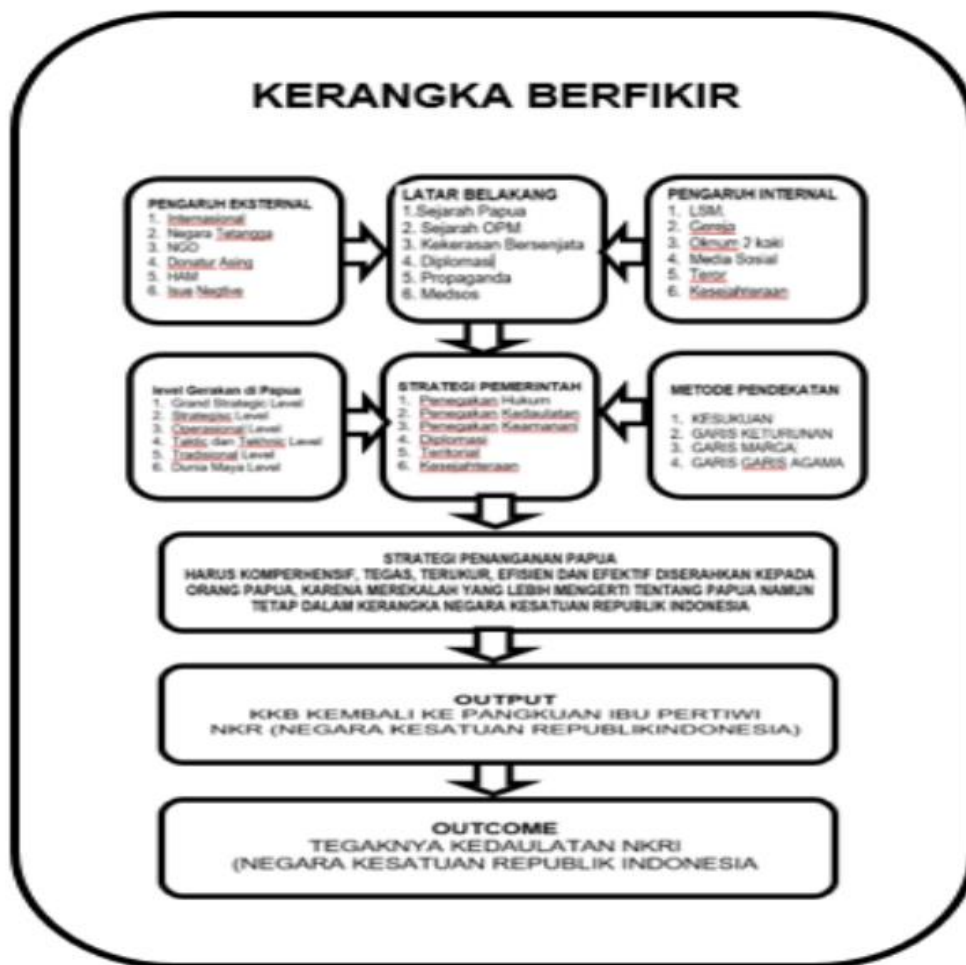 KERANGKA BERFIKIR
PENGARUH EKSTERNAL
1. Internasional
2. Negara Tetangga
3. NGO
4. Donatur Asing
5. HAM
6. Isue Negtive
LATAR BELAKANG
1.Sejarah Papua
2. Sejarah OPM
3. Kekerasan Bersenjata
4. Diplomasi
5. Propaganda
6. Medsos
PENGARUH INTERNAL
1. LSM,
2. Gereja
3. Oknum 2 kaki
4. Media Sosial
5. Teror
6. Kesejahteraan
level Gerakan di Papua
1. Grand Strategic Level
2. Strategisc Level
3. Operasional Level
4. Taktic dan Tekhnic Level
5. Tradisional Level
6. Dunia Maya Level
STRATEGI PEMERINTAH
1. Penegakan Hukum
2. Penegakan Kedaulatan
3. Penegakan Keamanani
4. Diplomasi
5. Teritorial
6. Kesejahteraan
METODE PENDEKATAN
1. KESUKUAN
2. GARIS KETURUNAN
3. GARIS MARGA
4. GARIS GARIS AGAMA
STRATEGI PENANGANAN PAPUA
HARUS KOMPERHENSIF, TEGAS, TERUKUR, EFISIEN DAN EFEKTIF DISERAHKAN KEPADA
ORANG PAPUA, KARENA MEREKALAH YANG LEBIH MENGERTI TENTANG PAPUA NAMUN
TETAP DALAM KERANGKA NEGARA KESATUAN REPUBLIK INDONESIA
OUTPUT
KKB KEMBALI KE PANGKUAN IBU PERTIWI
NKR (NEGARA KESATUAN REPUBLIKINDONESIA)
OUTCOME
TEGAKNYA KEDAULATAN NKRI
(NEGARA KESATUAN REPUBLIK INDONESIA